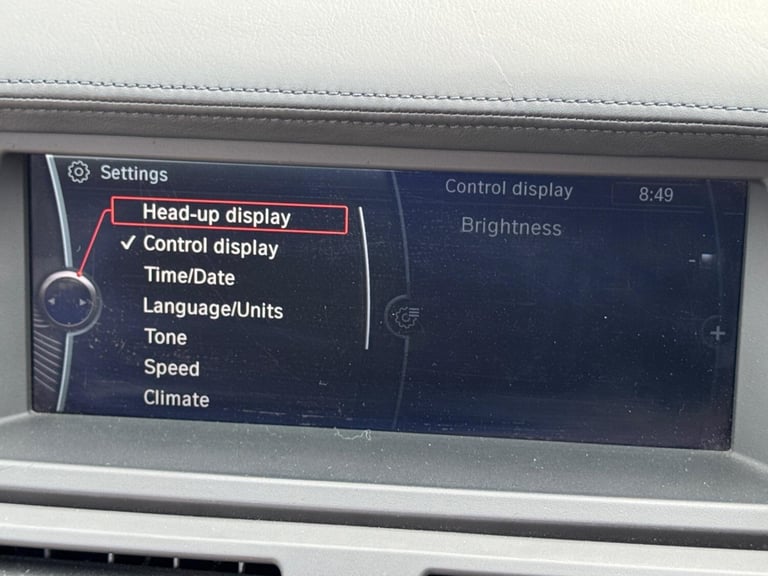 Settings
Head-up display
✓ Control display
Time/Date
Language/Units
Tone
Speed
Climate
Control display
8:49
Brightness
- +